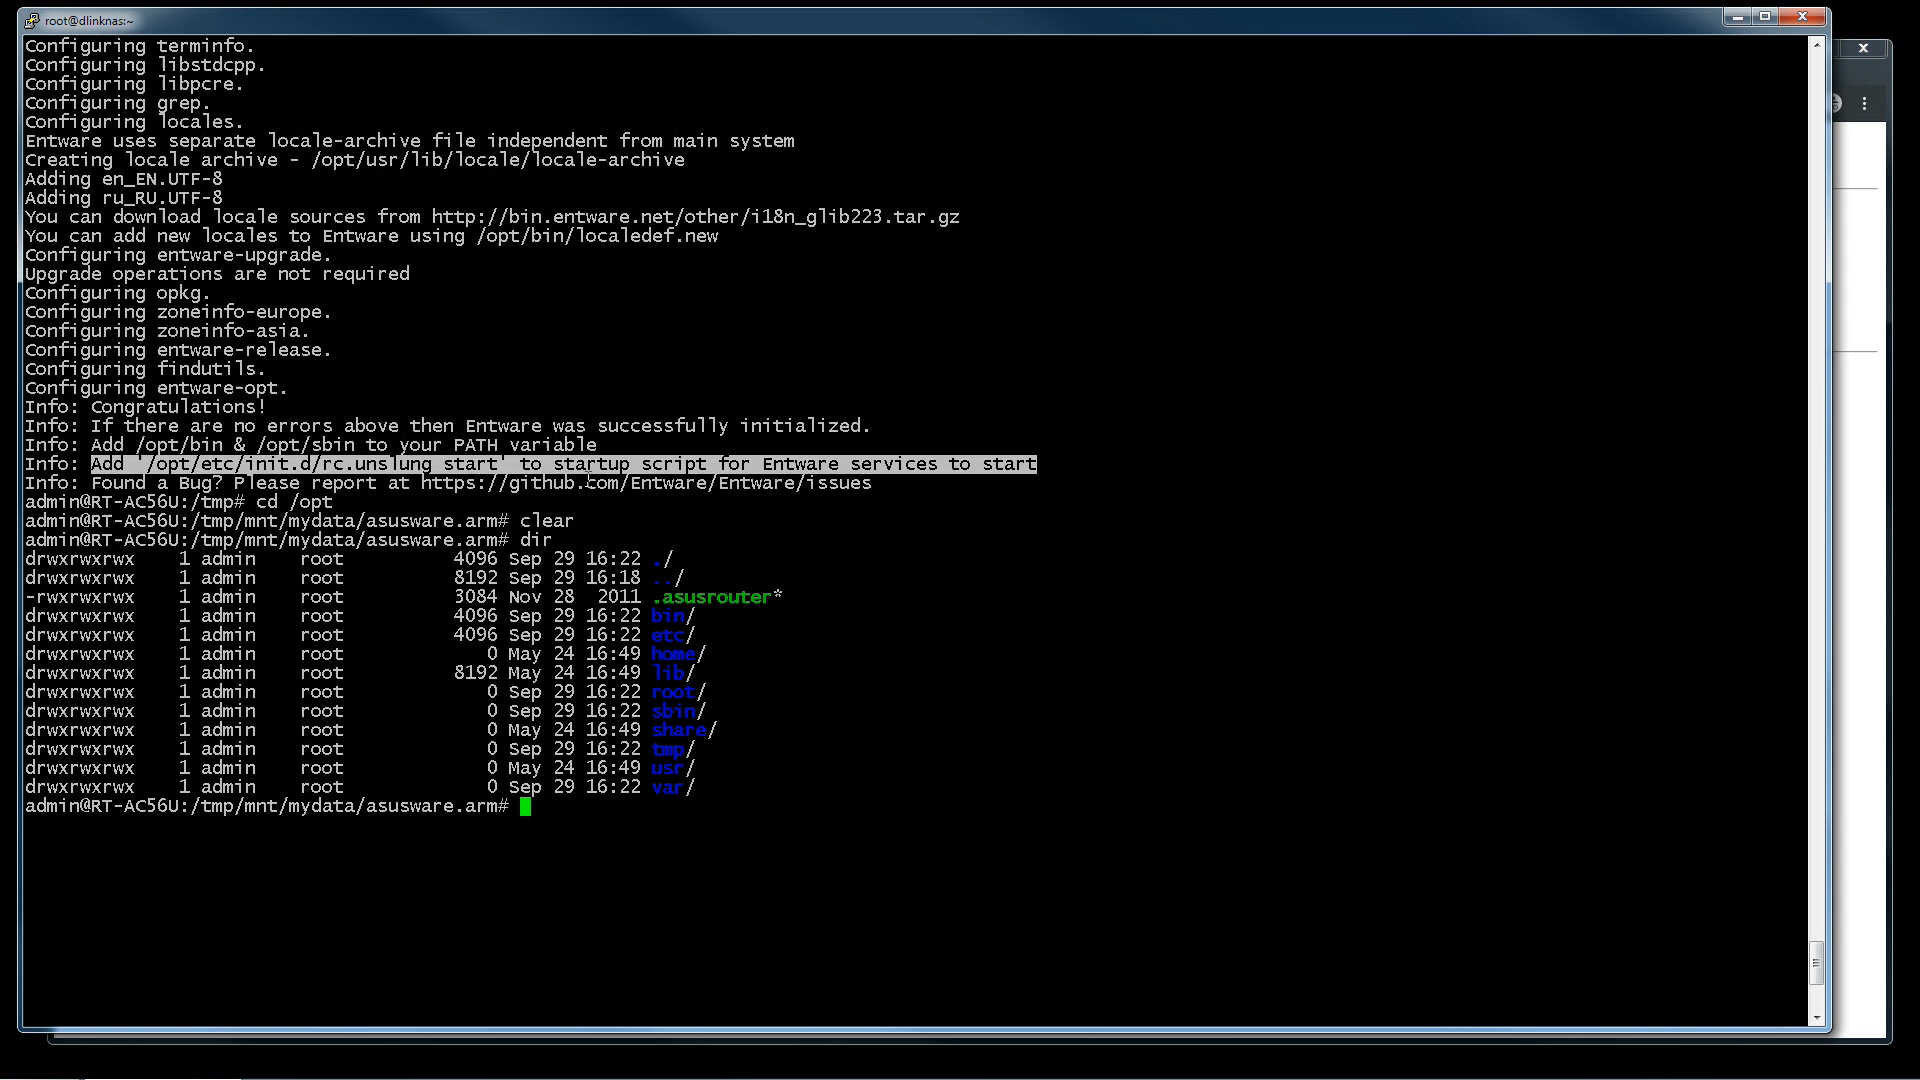 root@dlinknas:~
Configuring terminfo.
Configuring libstdcpp.
Configuring libpcre.
Configuring grep.
Configuring locales.
Entware uses separate locale-archive file independent from main system
Creating locale archive - /opt/usr/lib/locale/locale-archive
Adding en_EN.UTF-8
Adding ru_RU.UTF-8
You can download locale sources from http://bin.entware.net/other/i18n_glib223.tar.gz
You can add new locales to Entware using /opt/bin/localedef.new
Configuring entware-upgrade.
Upgrade operations are not required
Configuring opkg.
Configuring zoneinfo-europe.
Configuring zoneinfo-asia.
Configuring entware-release.
Configuring findutils.
Configuring entware-opt.
Info: Congratulations!
Info: If there are no errors above then Entware was successfully initialized.
Info: Add /opt/bin & /opt/sbin to your PATH variable
Info: Add '/opt/etc/init.d/rc.unslung start' to startup script for Entware services to start
Info: Found a Bug? Please report at https://github.com/Entware/Entware/issues
admin@RT-AC56U:/tmp# cd /opt
admin@RT-AC56U:/tmp/mnt/mydata/asusware.arm# clear
admin@RT-AC56U:/tmp/mnt/mydata/asusware.arm# dir
drwxrwxrwx 1 admin root 4096 Sep 29 16:22 ./
drwxrwxrwx 1 admin root 8192 Sep 29 16:18 ../
-rwxrwxrwx 1 admin root 3084 Nov 28 2011 .asusrouter*
drwxrwxrwx 1 admin root 4096 Sep 29 16:22 bin/
drwxrwxrwx 1 admin root 4096 Sep 29 16:22 etc/
drwxrwxrwx 1 admin root 0 May 24 16:49 home/
drwxrwxrwx 1 admin root 8192 May 24 16:49 lib/
drwxrwxrwx 1 admin root 0 Sep 29 16:22 root/
drwxrwxrwx 1 admin root 0 Sep 29 16:22 sbin/
drwxrwxrwx 1 admin root 0 May 24 16:49 share/
drwxrwxrwx 1 admin root 0 Sep 29 16:22 tmp/
drwxrwxrwx 1 admin root 0 May 24 16:49 usr/
drwxrwxrwx 1 admin root 0 Sep 29 16:22 var/
admin@RT-AC56U:/tmp/mnt/mydata/asusware.arm#